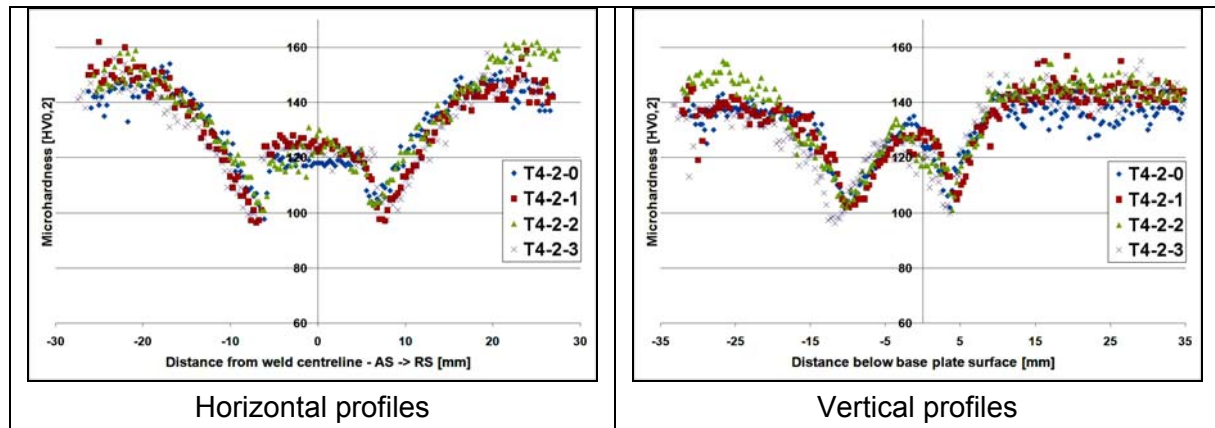 160
140
120
100
80
60
Microhardness [HV0,2]
T4-2-0
T4-2-1
T4-2-2
T4-2-3
-30 -20 -10 0 10 20 30
Distance from weld centreline - AS -> RS [mm]
Horizontal profiles
160
140
120
100
80
60
Microhardness [HV0,2]
T4-2-0
T4-2-1
T4-2-2
T4-2-3
-35 -25 -15 -5 5 15 25 35
Distance below base plate surface [mm]
Vertical profiles